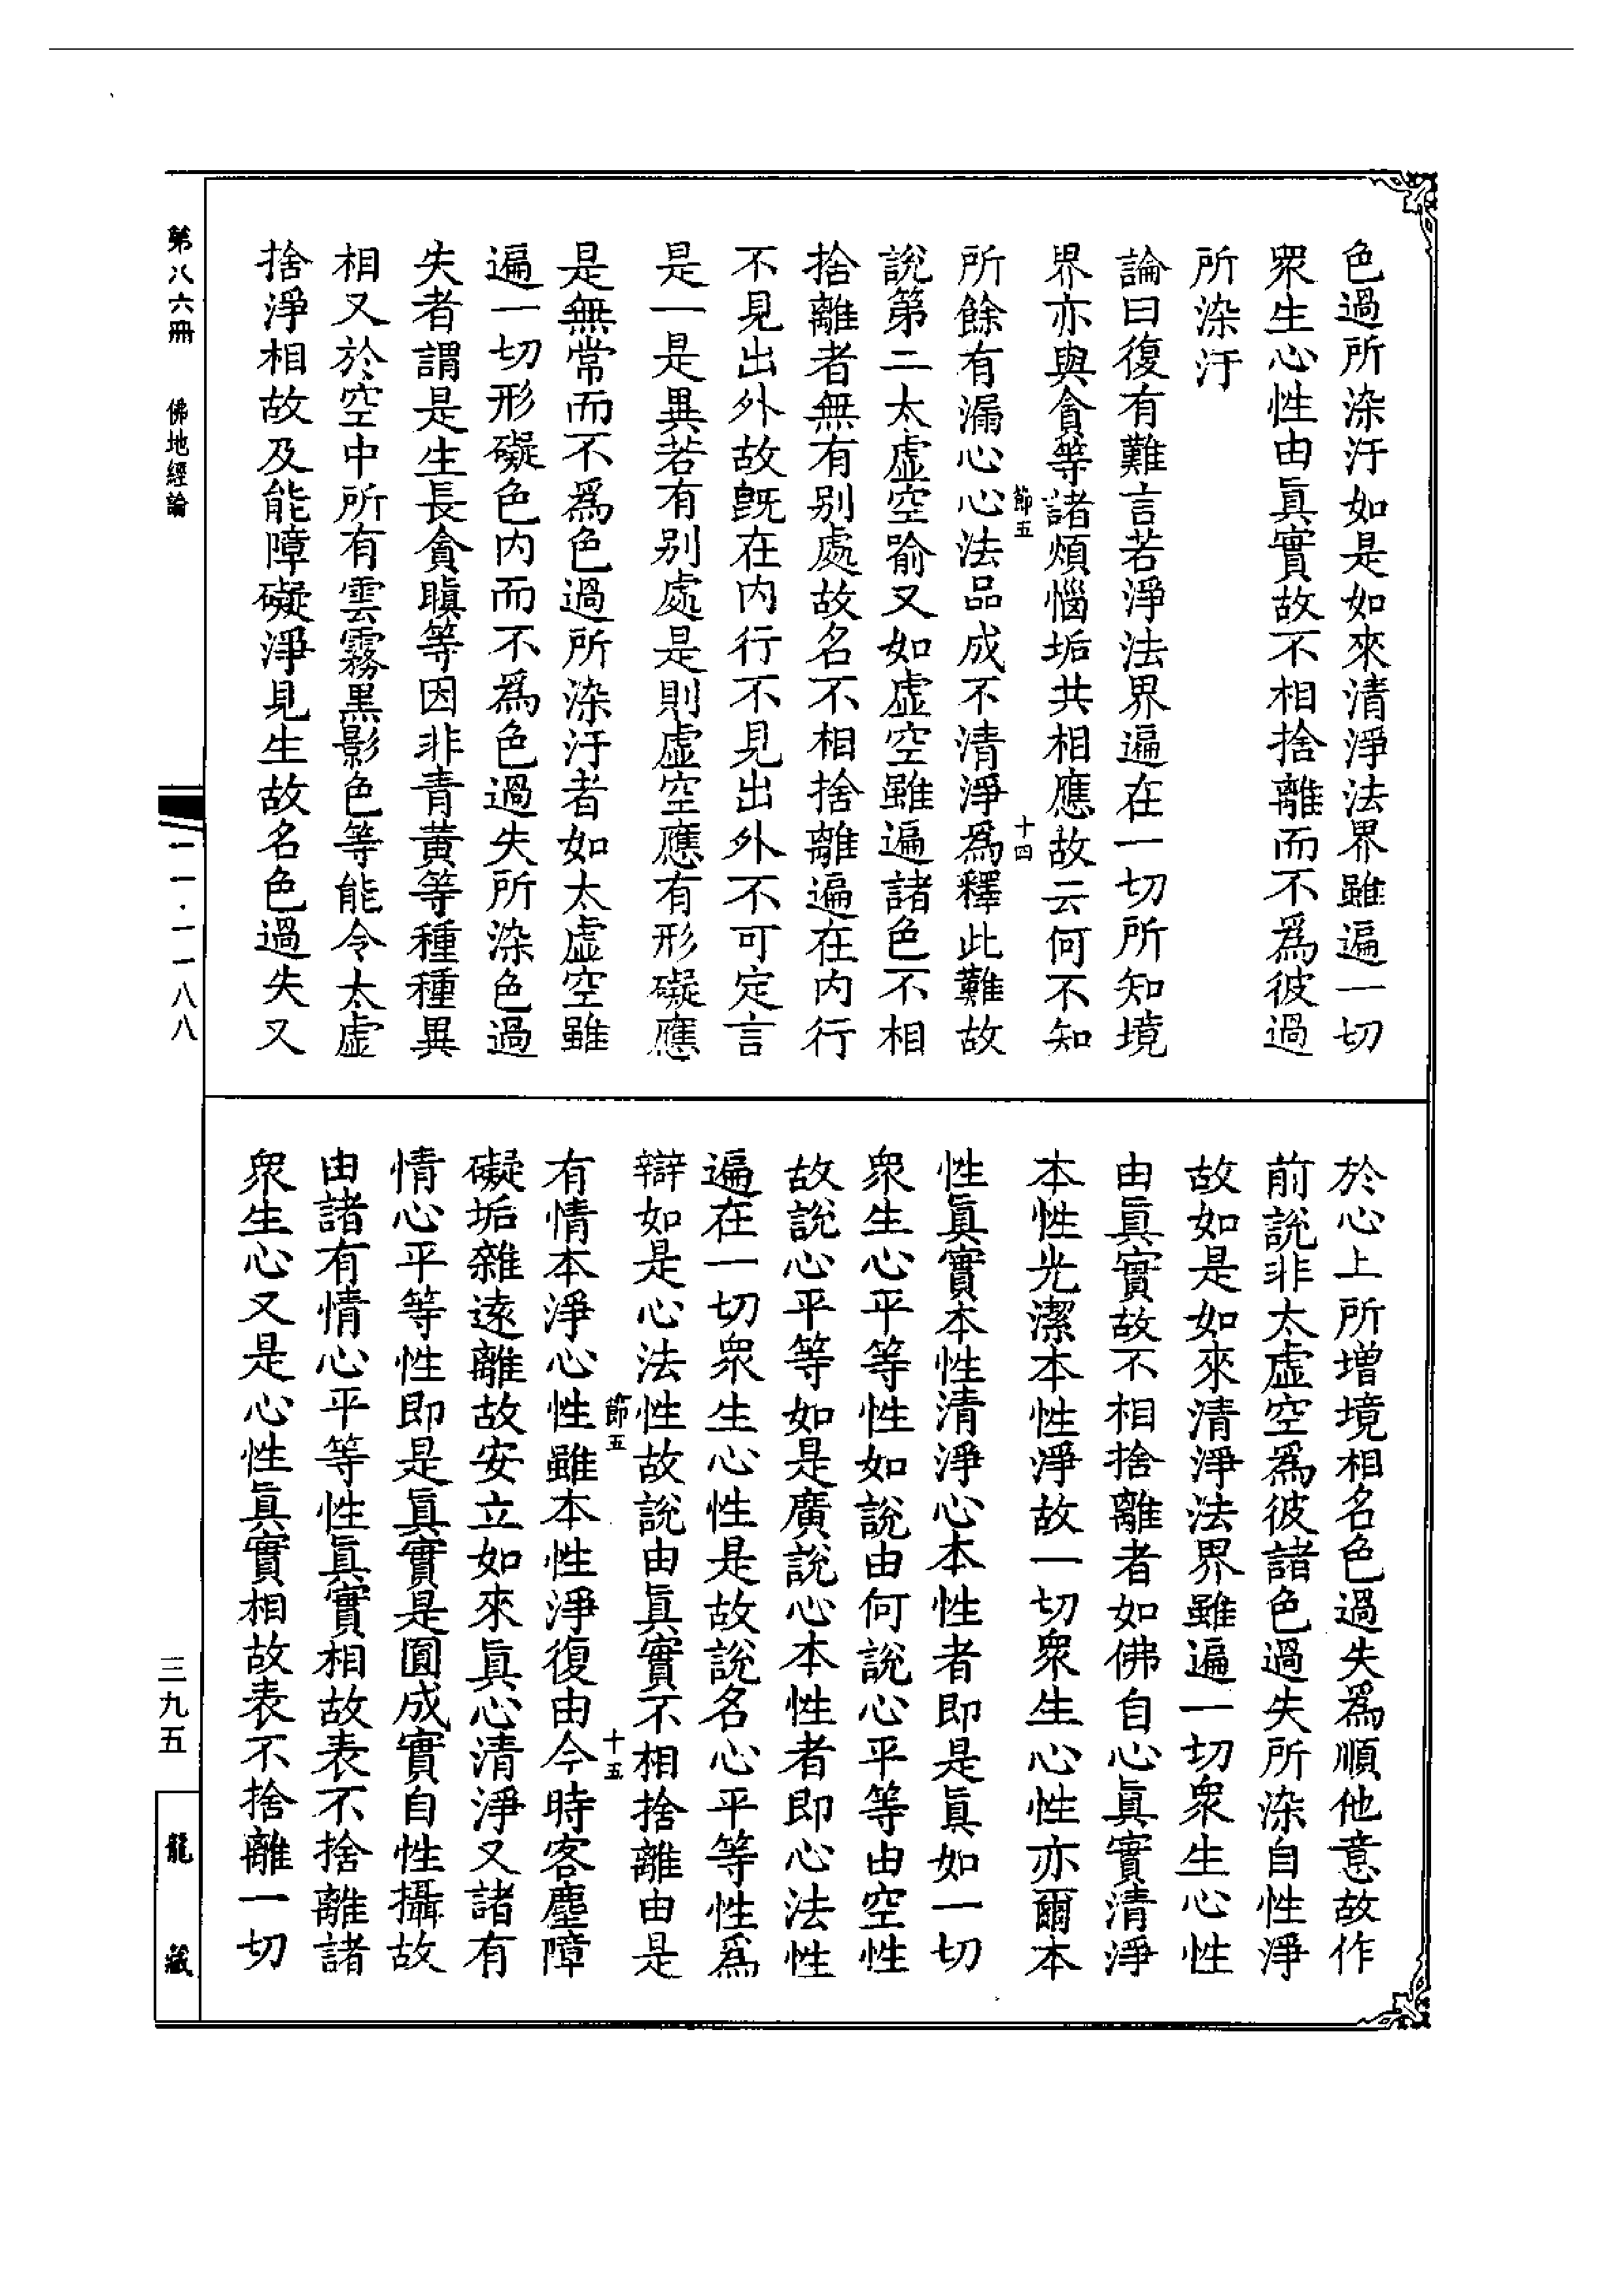 色過所染汙如是如來清淨法界雖遍一切
眾生心性由眞實故不相捨離而不爲彼過
所染汙
論曰復有難言若淨法界遍在一切所知境
界亦與貪等諸煩惱垢共相應故云何不知
節五　十四
所餘有漏心心法品成不清淨爲釋此難故
說第二太虛空喻又如虛空雖遍諸色不相
捨離者無有別處故名不相捨離遍在內行
不見出外故旣在內行不見出外不可定言
是一是異若有別處是則虛空應有形礙應
是無常而不爲色過所染汙者如太虛空雖
遍一切形礙色內而不爲色過失所染色過
失者謂是生長貪瞋等因非青黃等種種異
相又於空中所有雲霧黑影色等能令太虛
捨淨相故及能障礙淨見生故名色過失又
於心上所增境相名色過失爲順他意故作
前說非太虛空爲彼諸色過失所染自性淨
故如是如來清淨法界雖遍一切眾生心性
由眞實故不相捨離者如佛自心眞實清淨
本性光潔本性淨故一切眾生心性亦爾本
性眞實本性清淨心本性者即是眞如一切
眾生心平等性如說由何說心平等由空性
故說心平等如是廣說心本性者即心法性
遍在一切眾生心性是故說名心平等性爲
辯如是心法性故說由眞實不相捨離由是
節五　十五
有情本淨心性雖本性淨復由今時客塵障
礙垢雜遠離故安立如來眞心清淨又諸有
情心平等性即是眞實是圓成實自性攝故
由諸有情心平等性眞實相故表不捨離諸
眾生心又是心性眞實相故表不捨離一切
第八六冊　佛地經論
一一一·一一八八
三九五
龍藏